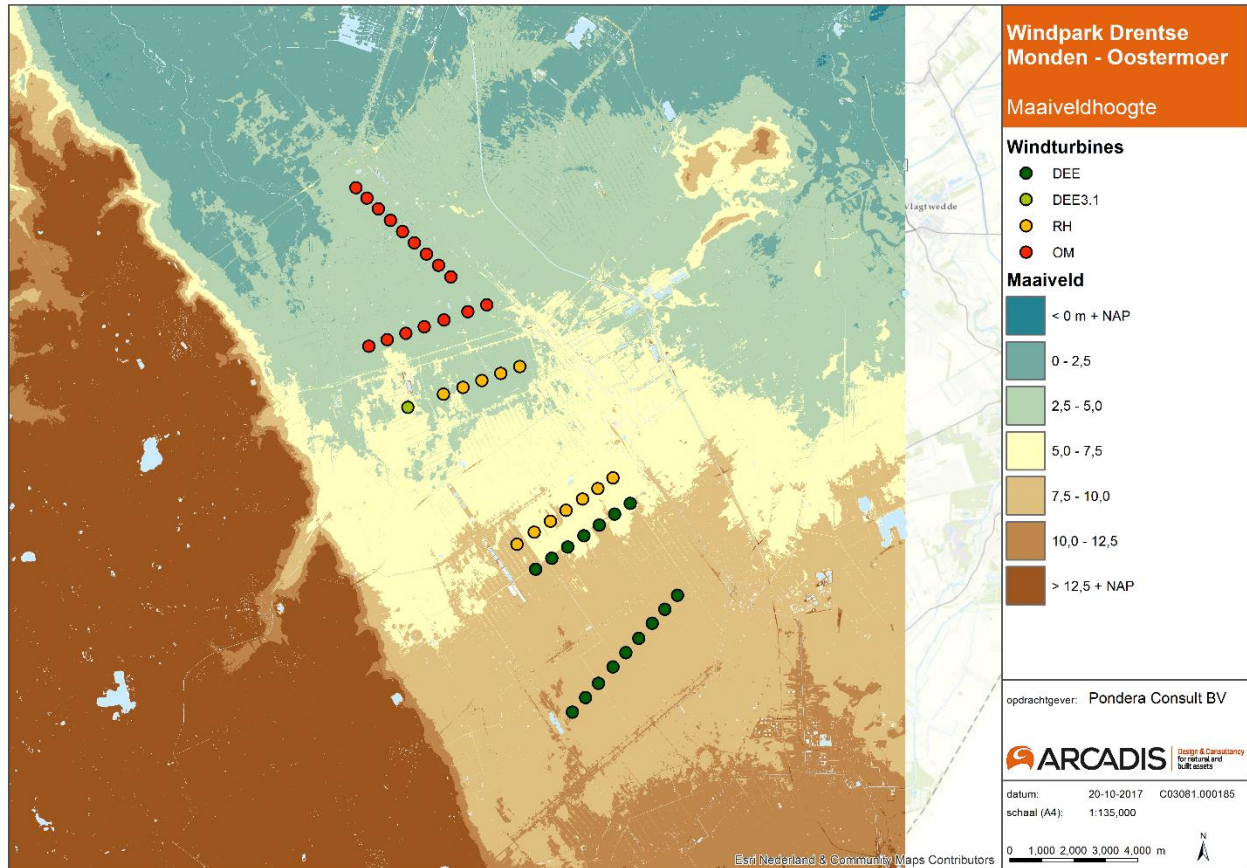 Windpark Drentse
Monden - Oostermoer
Maaiveldhoogte
Windturbines
DEE
DEE3.1
RH
OM
Maaiveld
< 0 m + NAP
0 - 2,5
2,5 - 5,0
5,0 - 7,5
7,5 - 10,0
10,0 - 12,5
> 12,5 + NAP
Vlagtwedde
opdrachtgever: Pondera Consult BV
ARCADIS
Design & Consultancy
for natural and
built assets
datum: 20-10-2017 C03081.000185
schaal (A4): 1:135,000
0 1,000 2,000 3,000 4,000 m
N
Esri Nederland & Community Maps Contributors